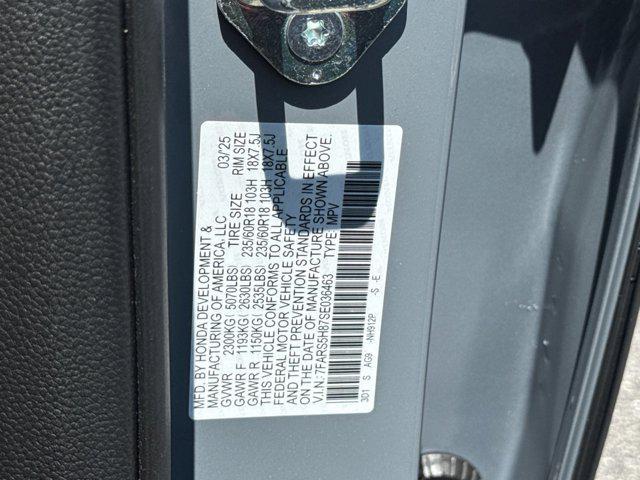 MFD. BY HONDA DEVELOPMENT &
MANUFACTURING OF AMERICA, LLC 03/'25
GVWR 2300KG( 5070LBS) TIRE SIZE RIM SIZE
GAWR F 1193KG( 2630LBS) 235/60R18 103H 18X7.5J
GAWR R 1150KG( 2535LBS) 235/60R18 103H 18X7.5J
THIS VEHICLE CONFORMS TO ALL APPLICABLE
FEDERAL MOTOR VEHICLE SAFETY
AND THEFT PREVENTION STANDARDS IN EFFECT
ON THE DATE OF MANUFACTURE SHOWN ABOVE.
V.I.N.: 7FARS5H87SE036463 TYPE: MPV
3D1 S AG9 -NH912P -S -E